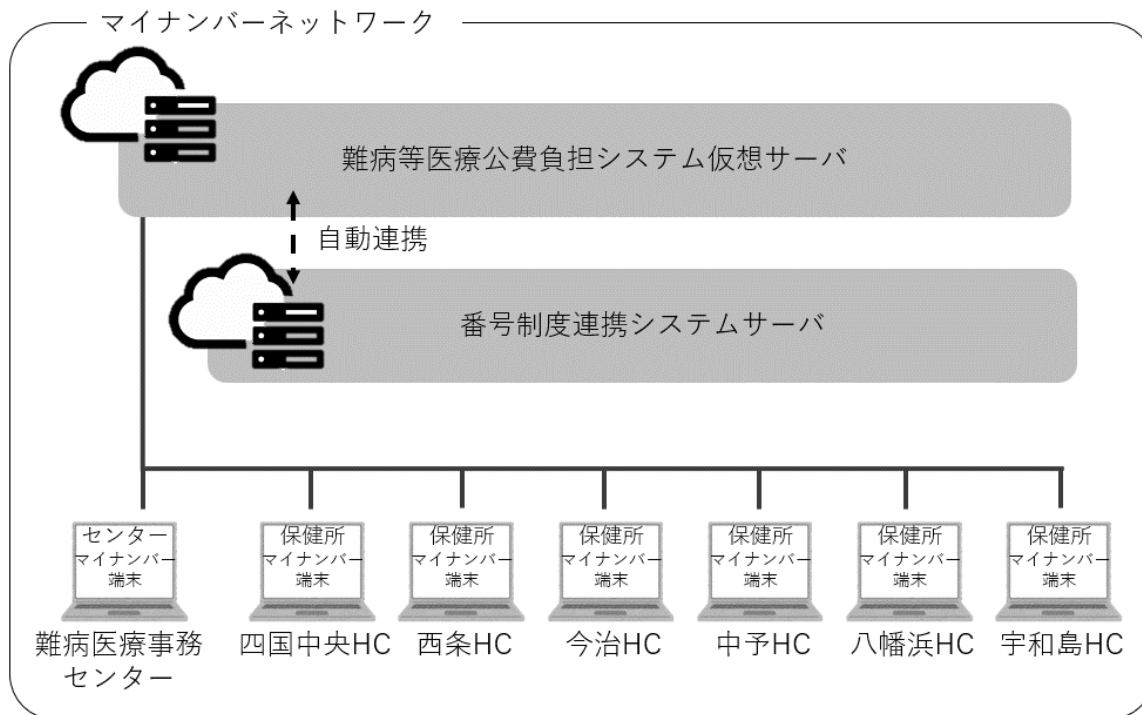 マイナンバーネットワーク
難病等医療公費負担システム仮想サーバ
自動連携
番号制度連携システムサーバ
センター
マイナンバー
端末
保健所
マイナンバー
端末
保健所
マイナンバー
端末
保健所
マイナンバー
端末
保健所
マイナンバー
端末
保健所
マイナンバー
端末
保健所
マイナンバー
端末
難病医療事務
センター
四国中央HC
西条HC
今治HC
中予HC
八幡浜HC
宇和島HC